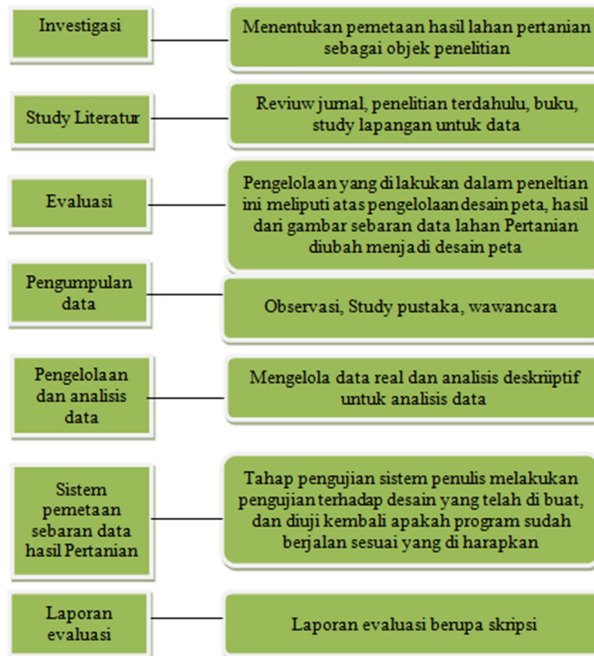 Investigasi
Menentukan pemetaan hasil lahan pertanian
sebagai objek penelitian
Study Literatur
Reviuw jurnal, penelitian terdahulu, buku,
study lapangan untuk data
Evaluasi
Pengelolaan yang di lakukan dalam peneltian
ini meliputi atas pengelolaan desain peta, hasil
dari gambar sebaran data lahan Pertanian
diubah menjadi desain peta
Pengumpulan
data
Observasi, Study pustaka, wawancara
Pengelolaan
dan analisis
data
Mengelola data real dan analisis deskriiptif
untuk analisis data
Sistem
pemetaan
sebaran data
hasil Pertanian
Tahap pengujian sistem penulis melakukan
pengujian terhadap desain yang telah di buat,
dan diuji kembali apakah program sudah
berjalan sesuai yang di harapkan
Laporan
evaluasi
Laporan evaluasi berupa skripsi